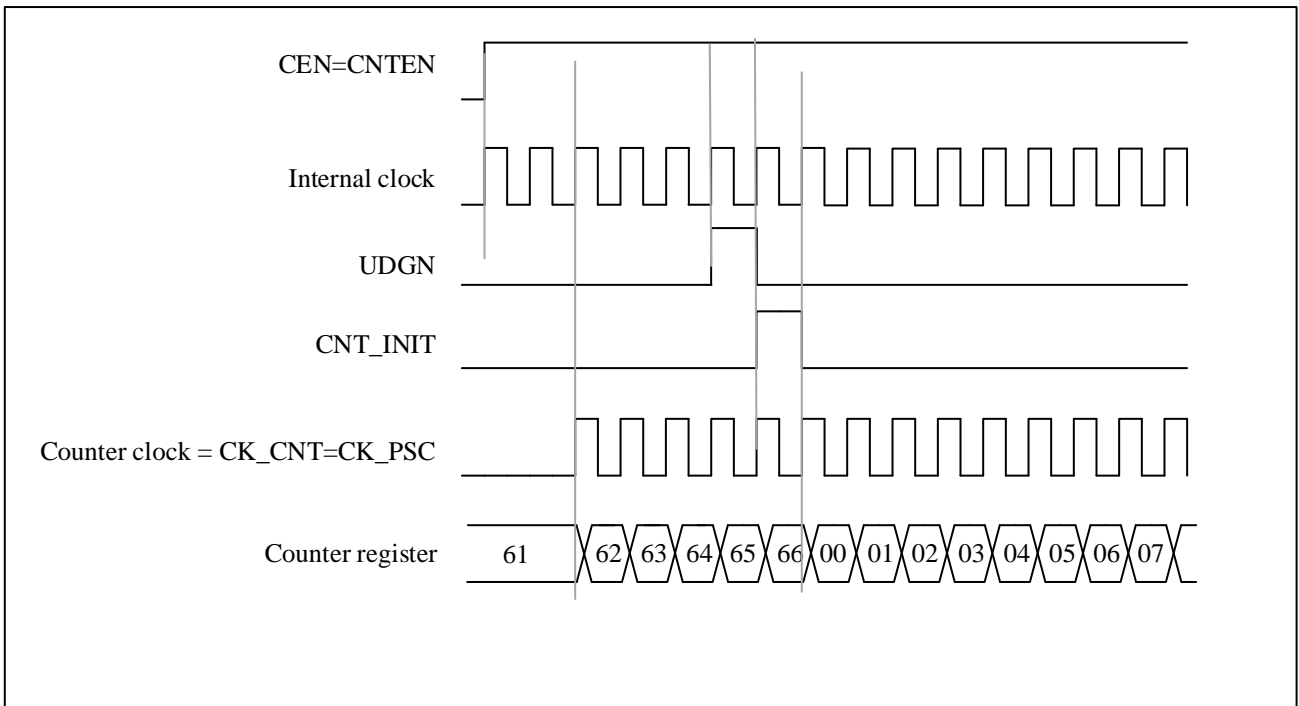 CEN=CNTEN
Internal clock
UDGN
CNT_INIT
Counter clock = CK_CNT=CK_PSC
Counter register 61 62 63 64 65 66 00 01 02 03 04 05 06 07